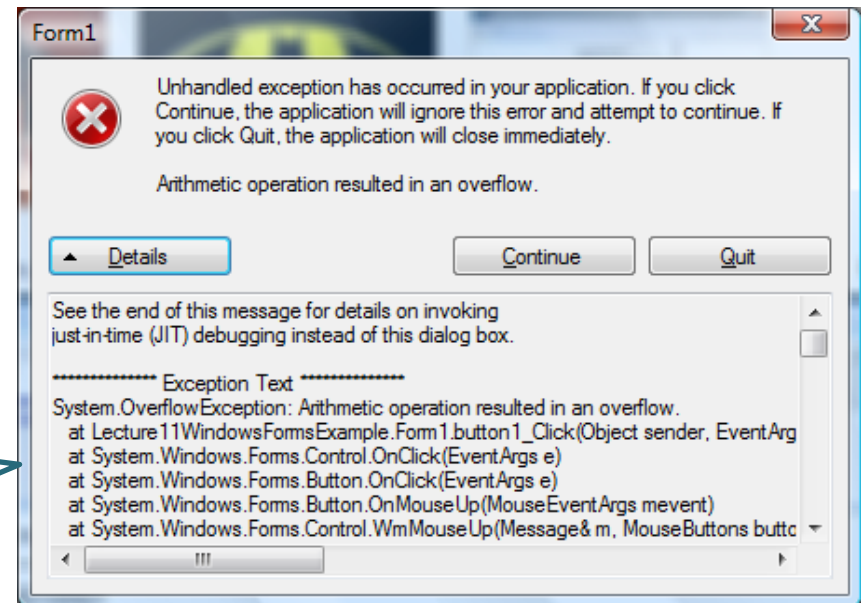 Form1
Unhandled exception has occurred in your application. If you click
Continue, the application will ignore this error and attempt to continue. If
you click Quit, the application will close immediately.
Arithmetic operation resulted in an overflow.
Details
Continue
Quit
See the end of this message for details on invoking
just-in-time (JIT) debugging instead of this dialog box.
************** Exception Text **************
System.OverflowException: Arithmetic operation resulted in an overflow.
at Lecture11WindowsFormsExample.Form1.button1_Click(Object sender, EventArg
at System.Windows.Forms.Control.OnClick(EventArgs e)
at System.Windows.Forms.Button.OnClick(EventArgs e)
at System.Windows.Forms.Button.OnMouseUp(MouseEventArgs mevent)
at System.Windows.Forms.Control.WmMouseUp(Message& m, MouseButtons butto